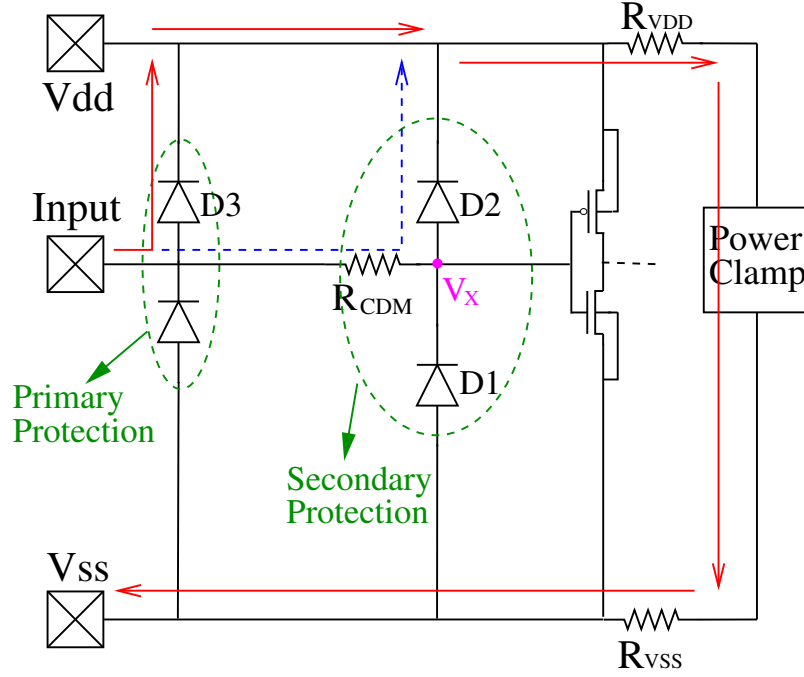 RVDD
Vdd
Input
D3
D2
Power
Clamp
RCDM
VX
D1
Primary
Protection
Secondary
Protection
Vss
RVSS